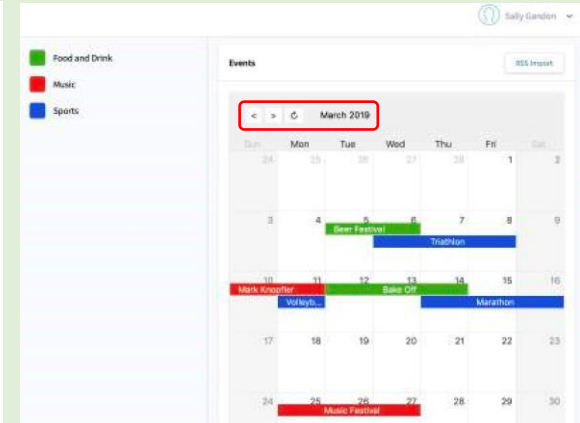 Sally Gandon
Food and Drink
Music
Sports
Events
RSS Import
< > March 2019
Sun Mon Tue Wed Thu Fri Sat
24 25 26 27 28 1 2
3 4 5 6 7 8 9
Beer Festival
Triathlon
10 11 12 13 14 15 16
Mark Knopfler Bake Off
Volleyb... Marathon
17 18 19 20 21 22 23
24 25 26 27 28 29 30
Music Festival